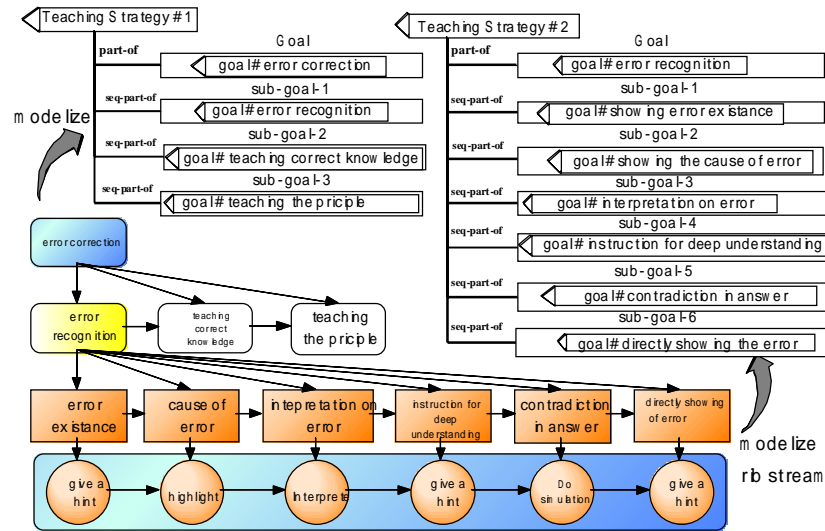 Teaching Strategy #1
Goal
part-of
goal# error correction
sub-goal-1
seq-part-of
goal# error recognition
sub-goal-2
seq-part-of
goal# teaching correct knowledge
sub-goal-3
seq-part-of
goal# teaching the priciple
modelize
Teaching Strategy #2
Goal
part-of
goal# error recognition
sub-goal-1
seq-part-of
goal# showing error existance
sub-goal-2
seq-part-of
goal# showing the cause of error
sub-goal-3
seq-part-of
goal# interpretation on error
sub-goal-4
seq-part-of
goal# instruction for deep understanding
sub-goal-5
seq-part-of
goal# contradiction in answer
sub-goal-6
seq-part-of
goal# directly showing the error
error correction
error
recognition
teaching
correct
knowledge
teaching
the priciple
error
existance
cause of
error
intepretation on
error
instruction for
deep
understanding
contradiction
in answer
directly showing
of error
modelize
rib stream
give a
hint
highlight
Interprete
give a
hint
Do
simulation
give a
hint